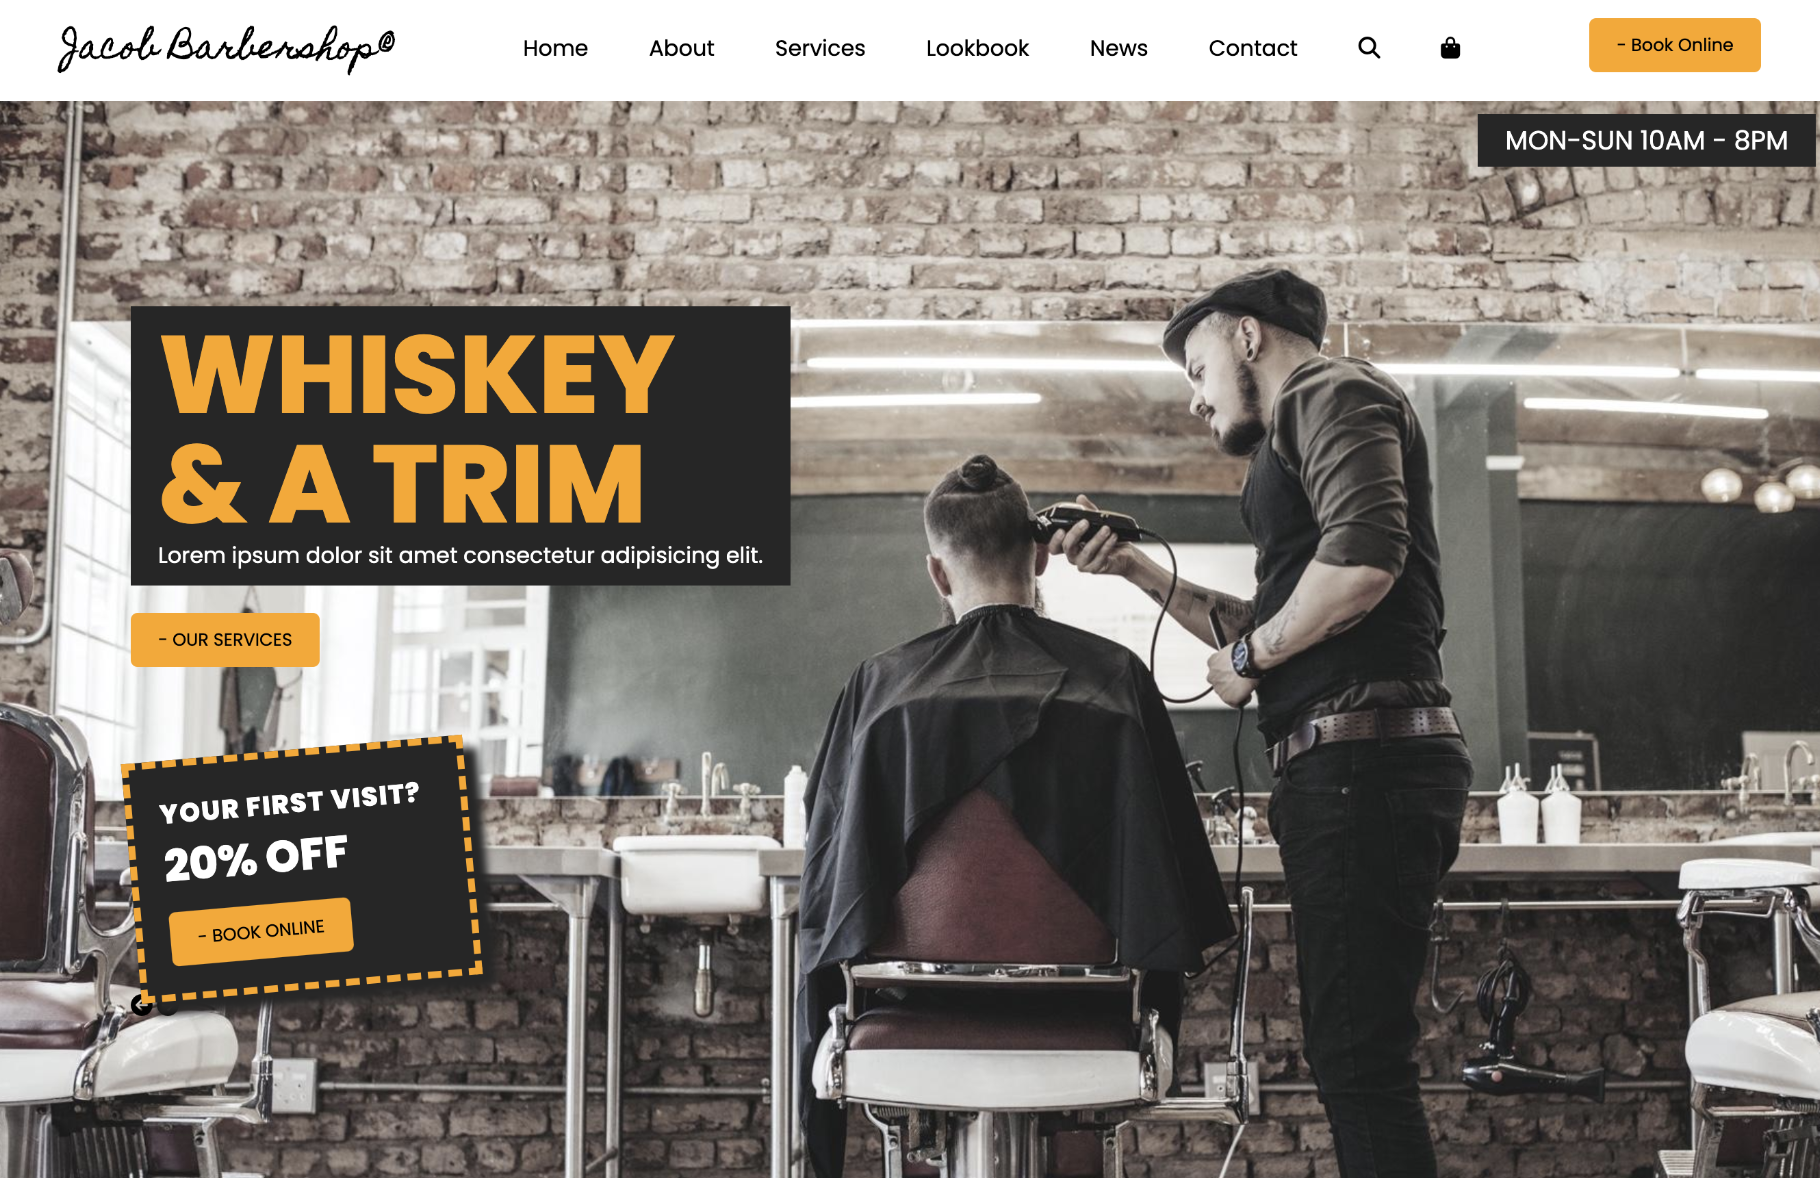 Jacob Barbershop®
Home About Services Lookbook News Contact
- Book Online
MON-SUN 10AM - 8PM
WHISKEY
& A TRIM
Lorem ipsum dolor sit amet consectetur adipisicing elit.
- OUR SERVICES
YOUR FIRST VISIT?
20% OFF
- BOOK ONLINE